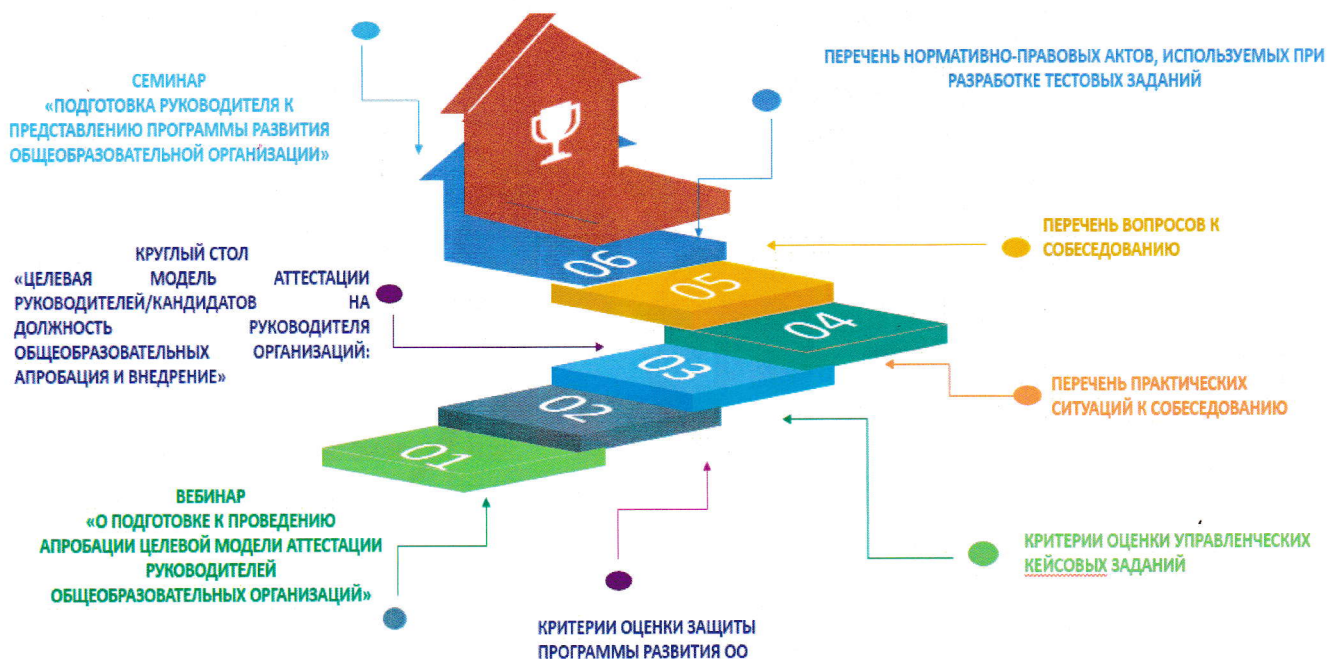 СЕМИНАР
«ПОДГОТОВКА РУКОВОДИТЕЛЯ К
ПРЕДСТАВЛЕНИЮ ПРОГРАММЫ РАЗВИТИЯ
ОБЩЕОБРАЗОВАТЕЛЬНОЙ ОРГАНИЗАЦИИ»
ПЕРЕЧЕНЬ НОРМАТИВНО-ПРАВОВЫХ АКТОВ, ИСПОЛЬЗУЕМЫХ ПРИ
РАЗРАБОТКЕ ТЕСТОВЫХ ЗАДАНИЙ
КРУГЛЫЙ СТОЛ
«ЦЕЛЕВАЯ МОДЕЛЬ АТТЕСТАЦИИ
РУКОВОДИТЕЛЕЙ/КАНДИДАТОВ НА
ДОЛЖНОСТЬ РУКОВОДИТЕЛЯ
ОБЩЕОБРАЗОВАТЕЛЬНЫХ ОРГАНИЗАЦИЙ:
АПРОБАЦИЯ И ВНЕДРЕНИЕ»
ПЕРЕЧЕНЬ ВОПРОСОВ К
СОБЕСЕДОВАНИЮ
06
05
04
03
02
01
ПЕРЕЧЕНЬ ПРАКТИЧЕСКИХ
СИТУАЦИЙ К СОБЕСЕДОВАНИЮ
ВЕБИНАР
«О ПОДГОТОВКЕ К ПРОВЕДЕНИЮ
АПРОБАЦИИ ЦЕЛЕВОЙ МОДЕЛИ АТТЕСТАЦИИ
РУКОВОДИТЕЛЕЙ
ОБЩЕОБРАЗОВАТЕЛЬНЫХ ОРГАНИЗАЦИЙ»
КРИТЕРИИ ОЦЕНКИ УПРАВЛЕНЧЕСКИХ
КЕЙСОВЫХ ЗАДАНИЙ
КРИТЕРИИ ОЦЕНКИ ЗАЩИТЫ
ПРОГРАММЫ РАЗВИТИЯ ОО